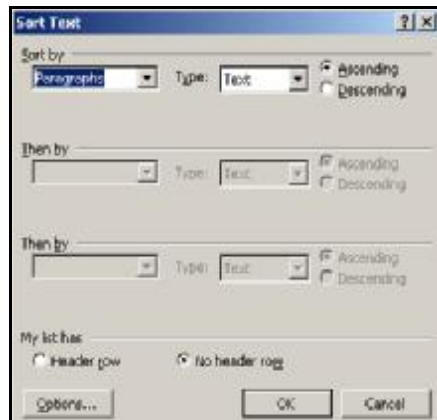 Sort Text
Sort by
Paragraphs Type: Text Ascending
Descending
Then by
Type: Text Ascending
Descending
Then by
Type: Text Ascending
Descending
My list has
Header row No header row
Options... OK Cancel